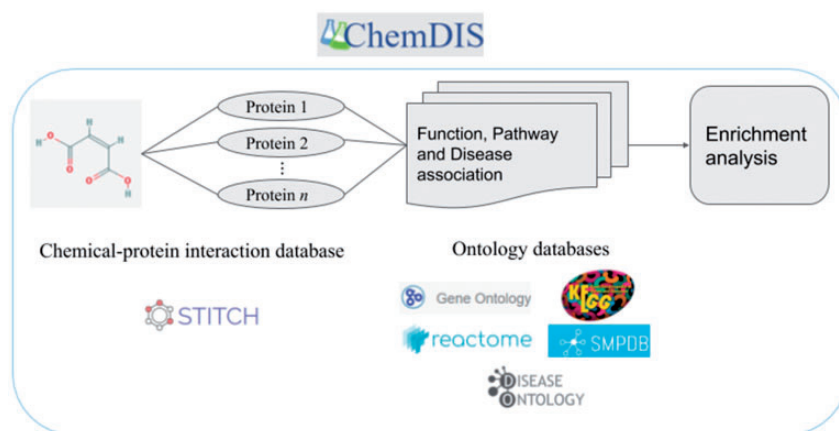 ChemDIS
Protein 1
Protein 2
Protein n
Function, Pathway
and Disease
association
Enrichment
analysis
H
H
H
O
O
O
O
H
Chemical-protein interaction database
Ontology databases
STITCH
Gene Ontology
KEGG
reactome
SMPDB
DISEASE
ONTOLOGY